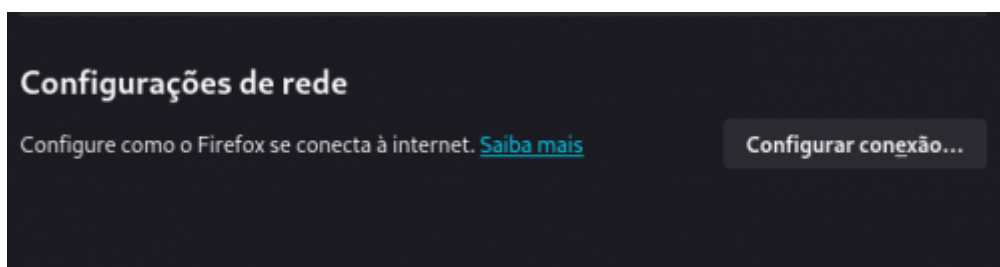 Configurações de rede
Configure como o Firefox se conecta à internet. Saiba mais
Configurar conexão...